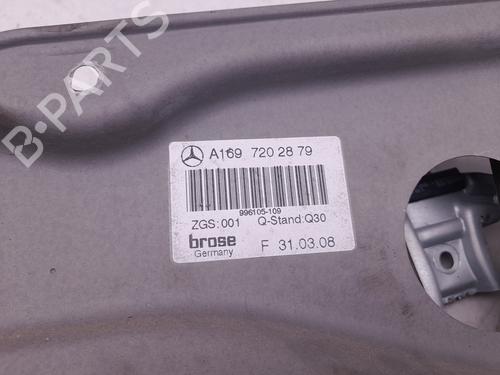 B-PARTS
A169 720 28 79
996105-109
ZGS:001 Q-Stand:Q30
brose
Germany
F 31.03.08